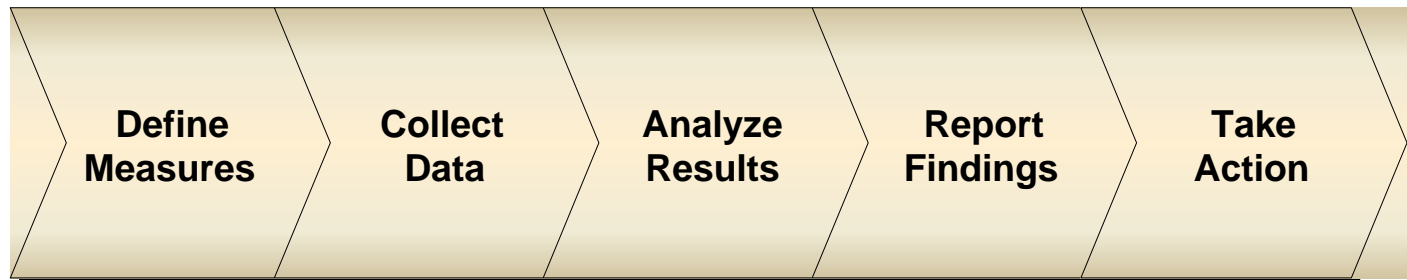 Define
Measures
Collect
Data
Analyze
Results
Report
Findings
Take
Action